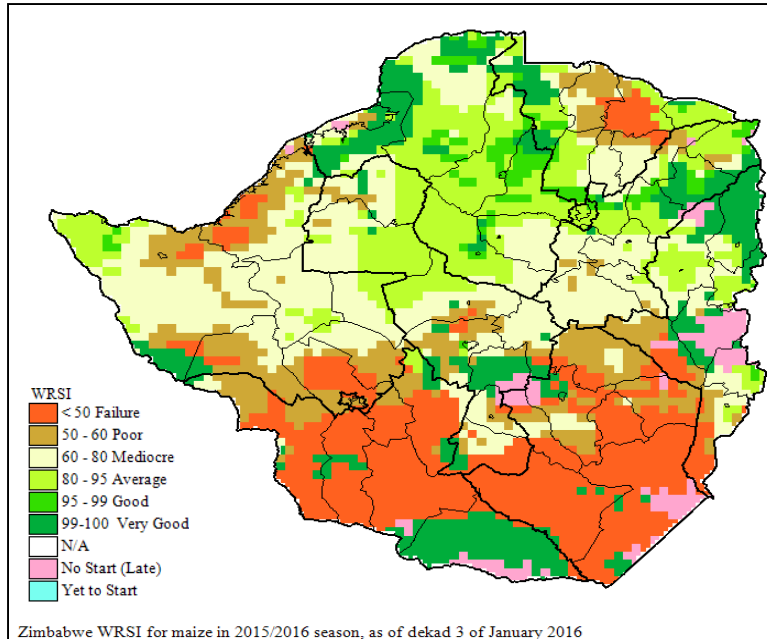 WRSI
< 50 Failure
50 - 60 Poor
60 - 80 Mediocre
80 - 95 Average
95 - 99 Good
99-100 Very Good
N/A
No Start (Late)
Yet to Start
Zimbabwe WRSI for maize in 2015/2016 season, as of dekad 3 of January 2016